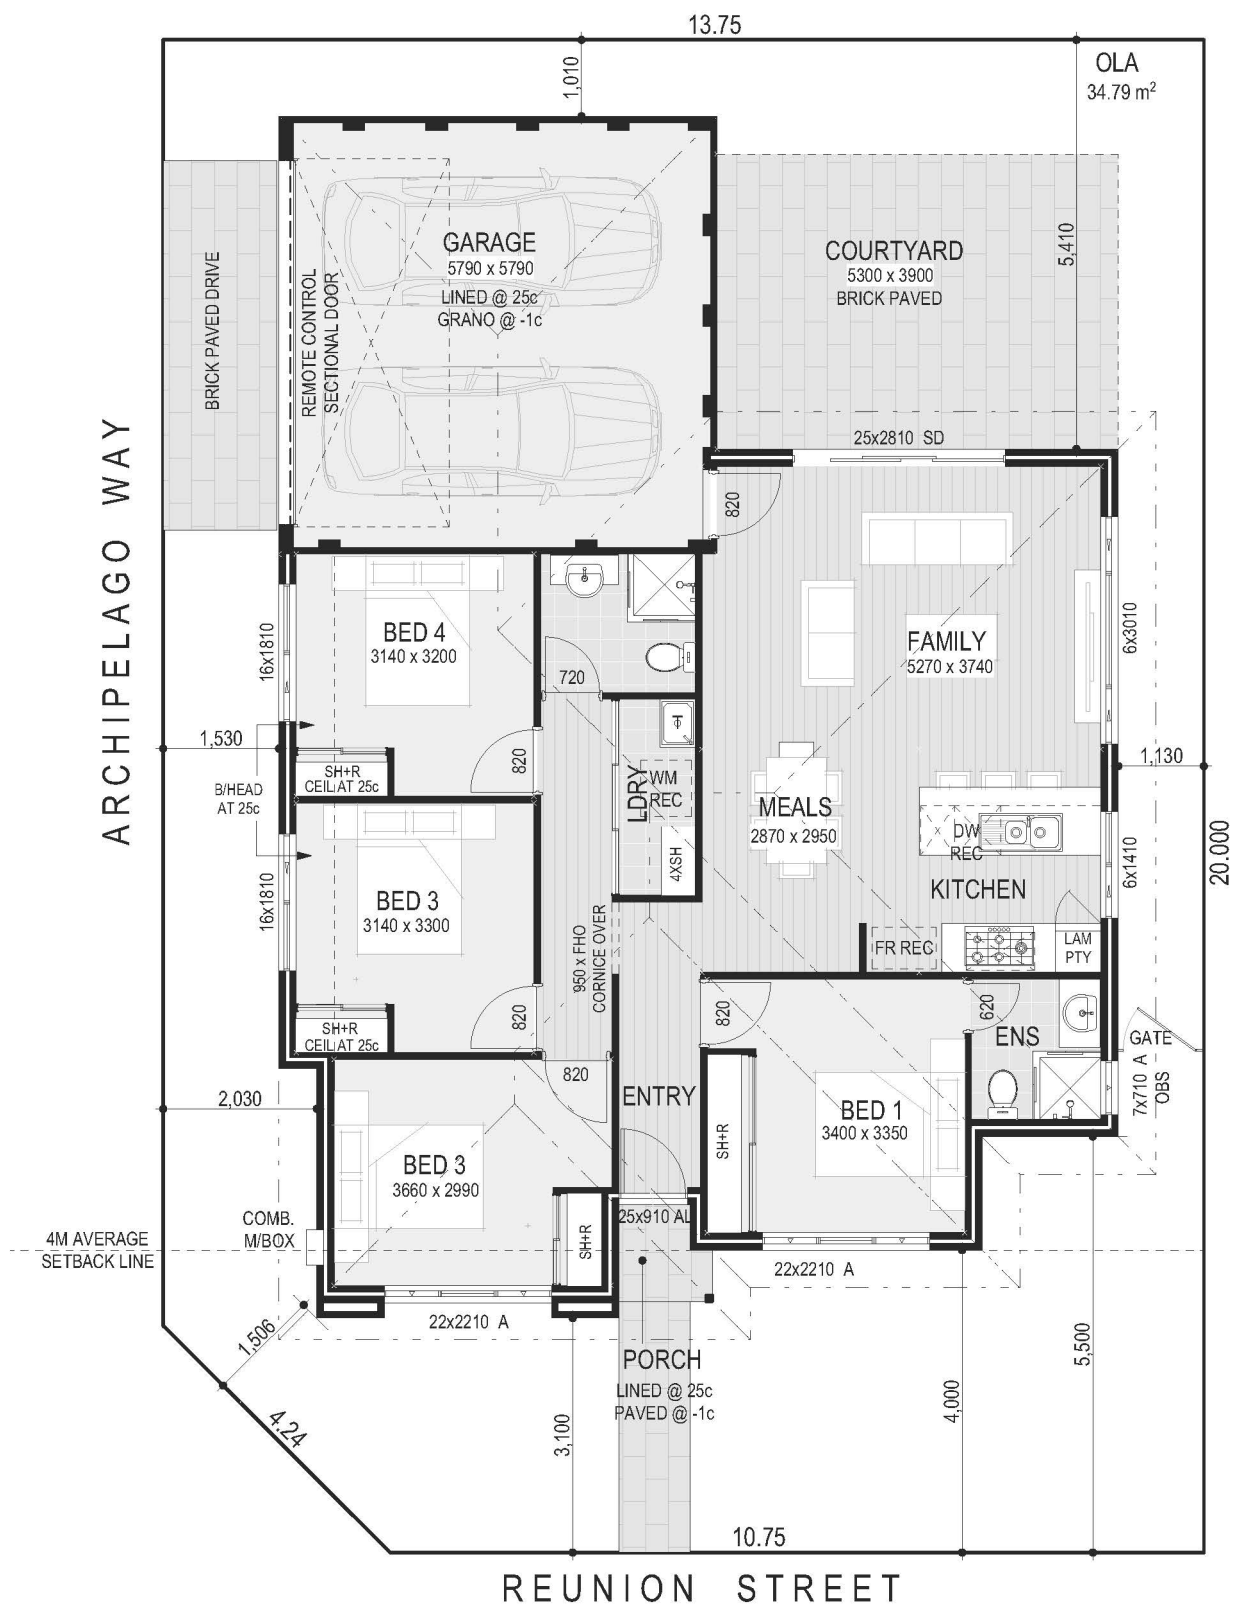 13.75
OLA
34.79 m²
1,010
5,410
GARAGE
5790 x 5790
LINED @ 25c
GRANO @ -1c
COURTYARD
5300 x 3900
BRICK PAVED
BRICK PAVED DRIVE
REMOTE CONTROL
SECTIONAL DOOR
ARCHIPELAGO WAY
25x2810 SD
820
BED 4
3140 x 3200
16x1810
720
FAMILY
5270 x 3740
6x3010
1,530
SH+R
CEIL AT 25c
820
B/HEAD
AT 25c
LDRY
WM
REC
4XSH
MEALS
2870 x 2950
DW
REC
KITCHEN
1,130
6x1410
20.000
BED 3
3140 x 3300
16x1810
950 x FHO
CORNICE OVER
FR REC
LAM
PTY
SH+R
CEIL AT 25c
820
820
620
ENS
GATE
7x710 A
OBS
2,030
820
ENTRY
BED 1
3400 x 3350
SH+R
BED 3
3660 x 2990
SH+R
COMB.
M/BOX
25x910 AL
4M AVERAGE
SETBACK LINE
22x2210 A
22x2210 A
1,506
4.24
PORCH
LINED @ 25c
PAVED @ -1c
3,100
4,000
5,500
10.75
REUNION STREET